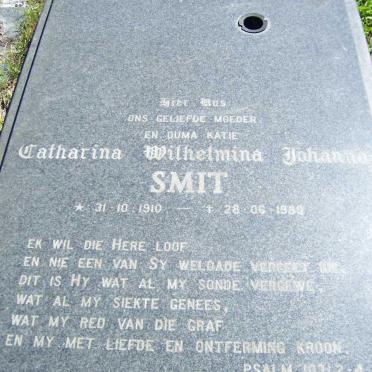 Hier Rus
ONS GELIEFDE MOEDER
EN OUMA KATIE
Catharina Wilhelmina Johanna
SMIT
★ 31·10·1910 — † 28·06·1989
EK WIL DIE HERE LOOF
EN NIE EEN VAN SY WELDADE VERGEET NIE.
DIT IS HY WAT AL MY SONDE VERGEWE,
WAT AL MY SIEKTE GENEES,
WAT MY RED VAN DIE GRAF
EN MY MET LIEFDE EN ONTFERMING KROON.
PSALM 103:2-4